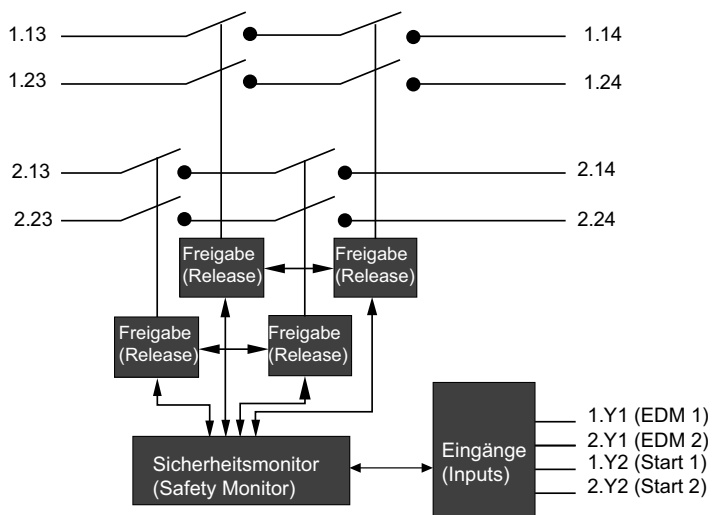 1.13
1.14
1.23
1.24
2.13
2.14
2.23
2.24
Freigabe
(Release)
Freigabe
(Release)
Freigabe
(Release)
Freigabe
(Release)
Sicherheitsmonitor
(Safety Monitor)
Eingänge
(Inputs)
1.Y1 (EDM 1)
2.Y1 (EDM 2)
1.Y2 (Start 1)
2.Y2 (Start 2)